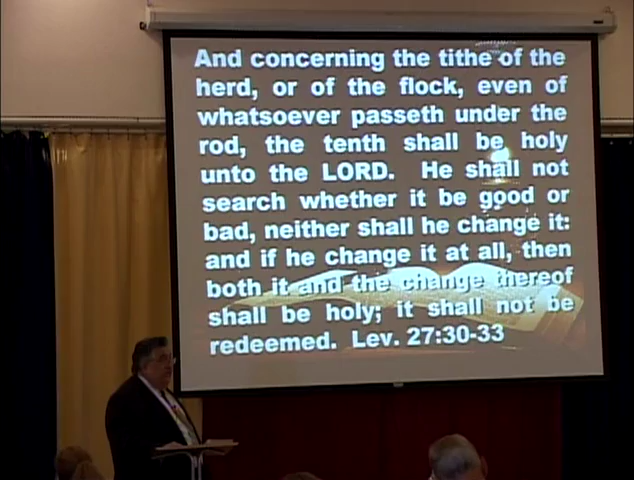 And concerning the tithe of the
herd, or of the flock, even of
whatsoever passeth under the
rod, the tenth shall be holy
unto the LORD. He shall not
search whether it be good or
bad, neither shall he change it:
and if he change it at all, then
both it and the change thereof
shall be holy; it shall not be
redeemed. Lev. 27:30-33